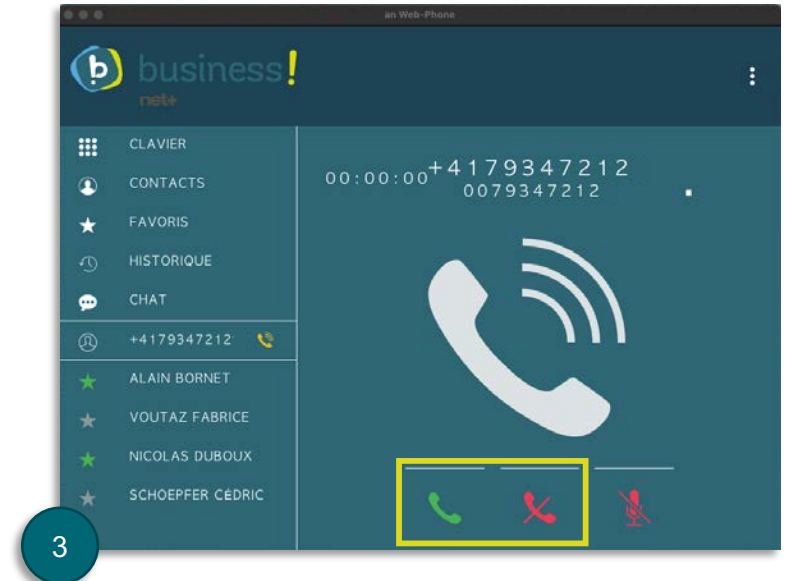 an Web-Phone
business!
net+
CLAVIER
CONTACTS
FAVORIS
HISTORIQUE
CHAT
+4179347212
ALAIN BORNET
VOUTAZ FABRICE
NICOLAS DUBOUX
SCHOEPFER CÉDRIC
00:00:00
+4179347212
0079347212
3